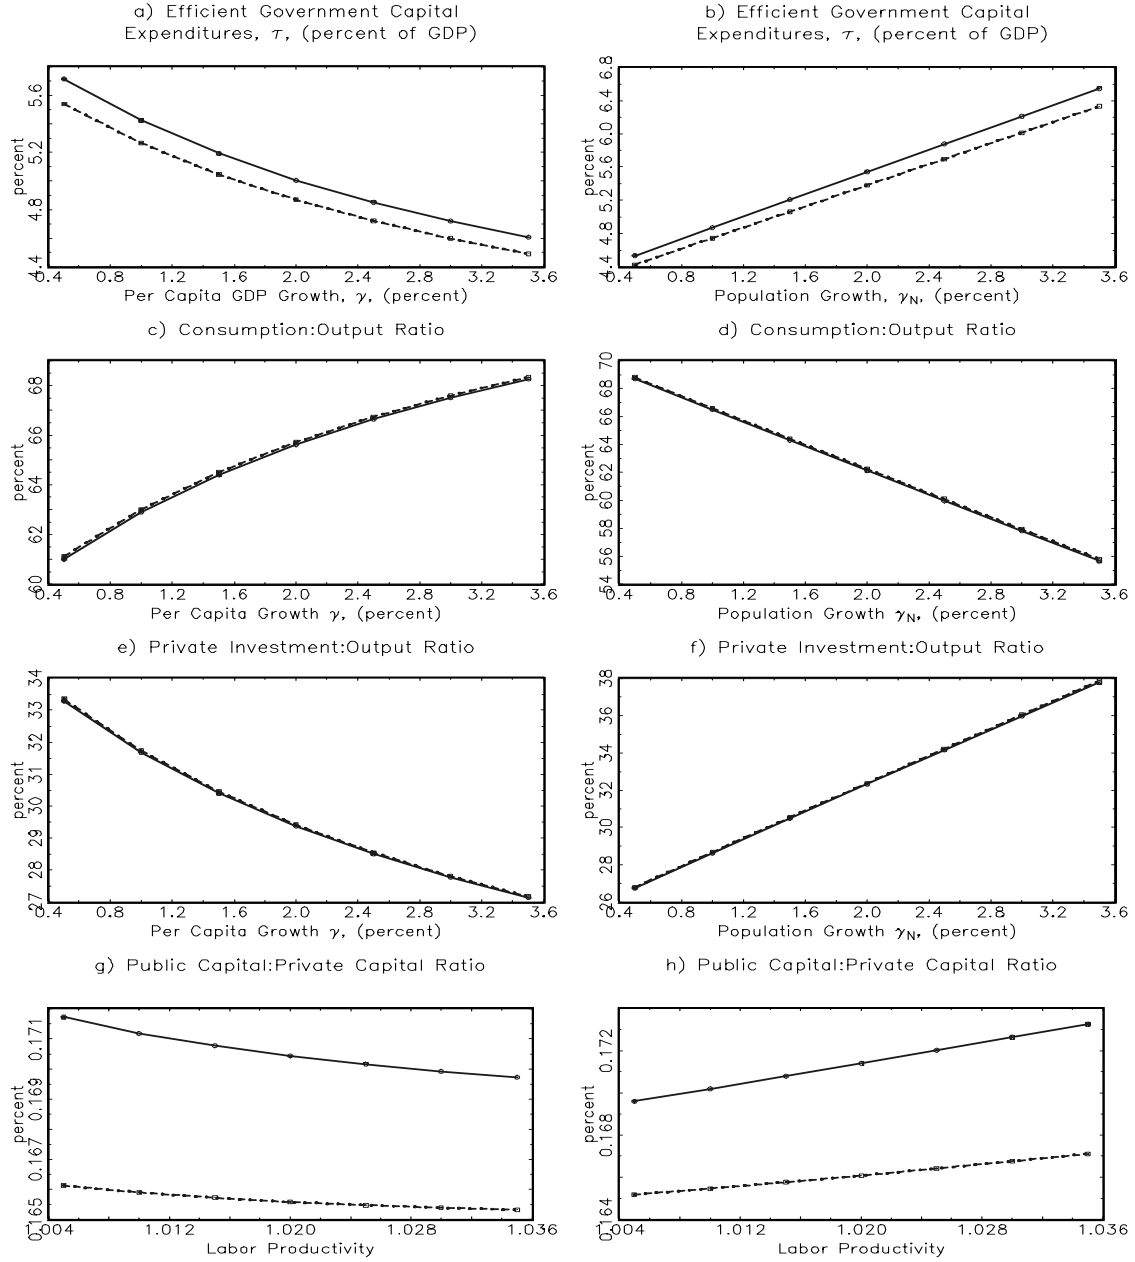 a) Efficient Government Capital
Expenditures, τ, (percent of GDP)
percent
5.6
5.2
4.8
4.4
0.4 0.8 1.2 1.6 2.0 2.4 2.8 3.2 3.6
Per Capita GDP Growth, γ, (percent)
b) Efficient Government Capital
Expenditures, τ, (percent of GDP)
percent
6.8
6.4
6.0
5.6
5.2
4.8
4.4
0.4 0.8 1.2 1.6 2.0 2.4 2.8 3.2 3.6
Population Growth, γN, (percent)
c) Consumption:Output Ratio
percent
68
66
64
62
60
0.4 0.8 1.2 1.6 2.0 2.4 2.8 3.2 3.6
Per Capita Growth γ, (percent)
d) Consumption:Output Ratio
percent
70
68
66
64
62
60
58
56
54
0.4 0.8 1.2 1.6 2.0 2.4 2.8 3.2 3.6
Population Growth γN, (percent)
e) Private Investment:Output Ratio
percent
34
33
32
31
30
29
28
27
0.4 0.8 1.2 1.6 2.0 2.4 2.8 3.2 3.6
Per Capita Growth γ, (percent)
f) Private Investment:Output Ratio
percent
38
36
34
32
30
28
26
0.4 0.8 1.2 1.6 2.0 2.4 2.8 3.2 3.6
Population Growth γN, (percent)
g) Public Capital:Private Capital Ratio
percent
0.171
0.169
0.167
0.165
1.004 1.012 1.020 1.028 1.036
Labor Productivity
h) Public Capital:Private Capital Ratio
percent
0.172
0.168
0.164
1.004 1.012 1.020 1.028 1.036
Labor Productivity